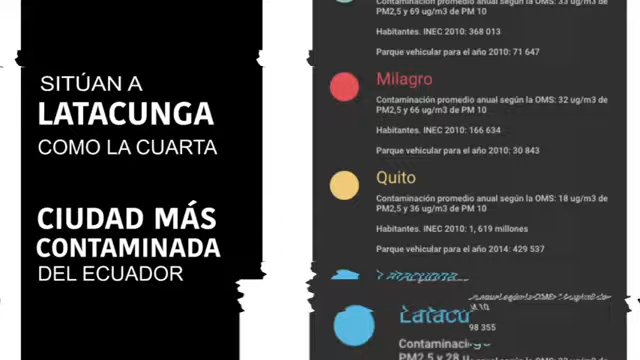 SITÚAN A
LATACUNGA
COMO LA CUARTA
CIUDAD MÁS
CONTAMINADA
DEL ECUADOR
Contaminación promedio anual según la OMS: 33 ug/m3 de
PM2,5 y 69 ug/m3 de PM 10
Habitantes. INEC 2010: 368 013
Parque vehicular para el año 2010: 71 647
Milagro
Contaminación promedio anual según la OMS: 32 ug/m3 de
PM2,5 y 66 ug/m3 de PM 10
Habitantes. INEC 2010: 166 634
Parque vehicular para el año 2010: 30 843
Quito
Contaminación promedio anual según la OMS: 18 ug/m3 de
PM2,5 y 36 ug/m3 de PM 10
Habitantes. INEC 2010: 1, 619 millones
Parque vehicular para el año 2014: 429 537
Latacu
98 355
Contaminaci
PM2,5 y 28 u